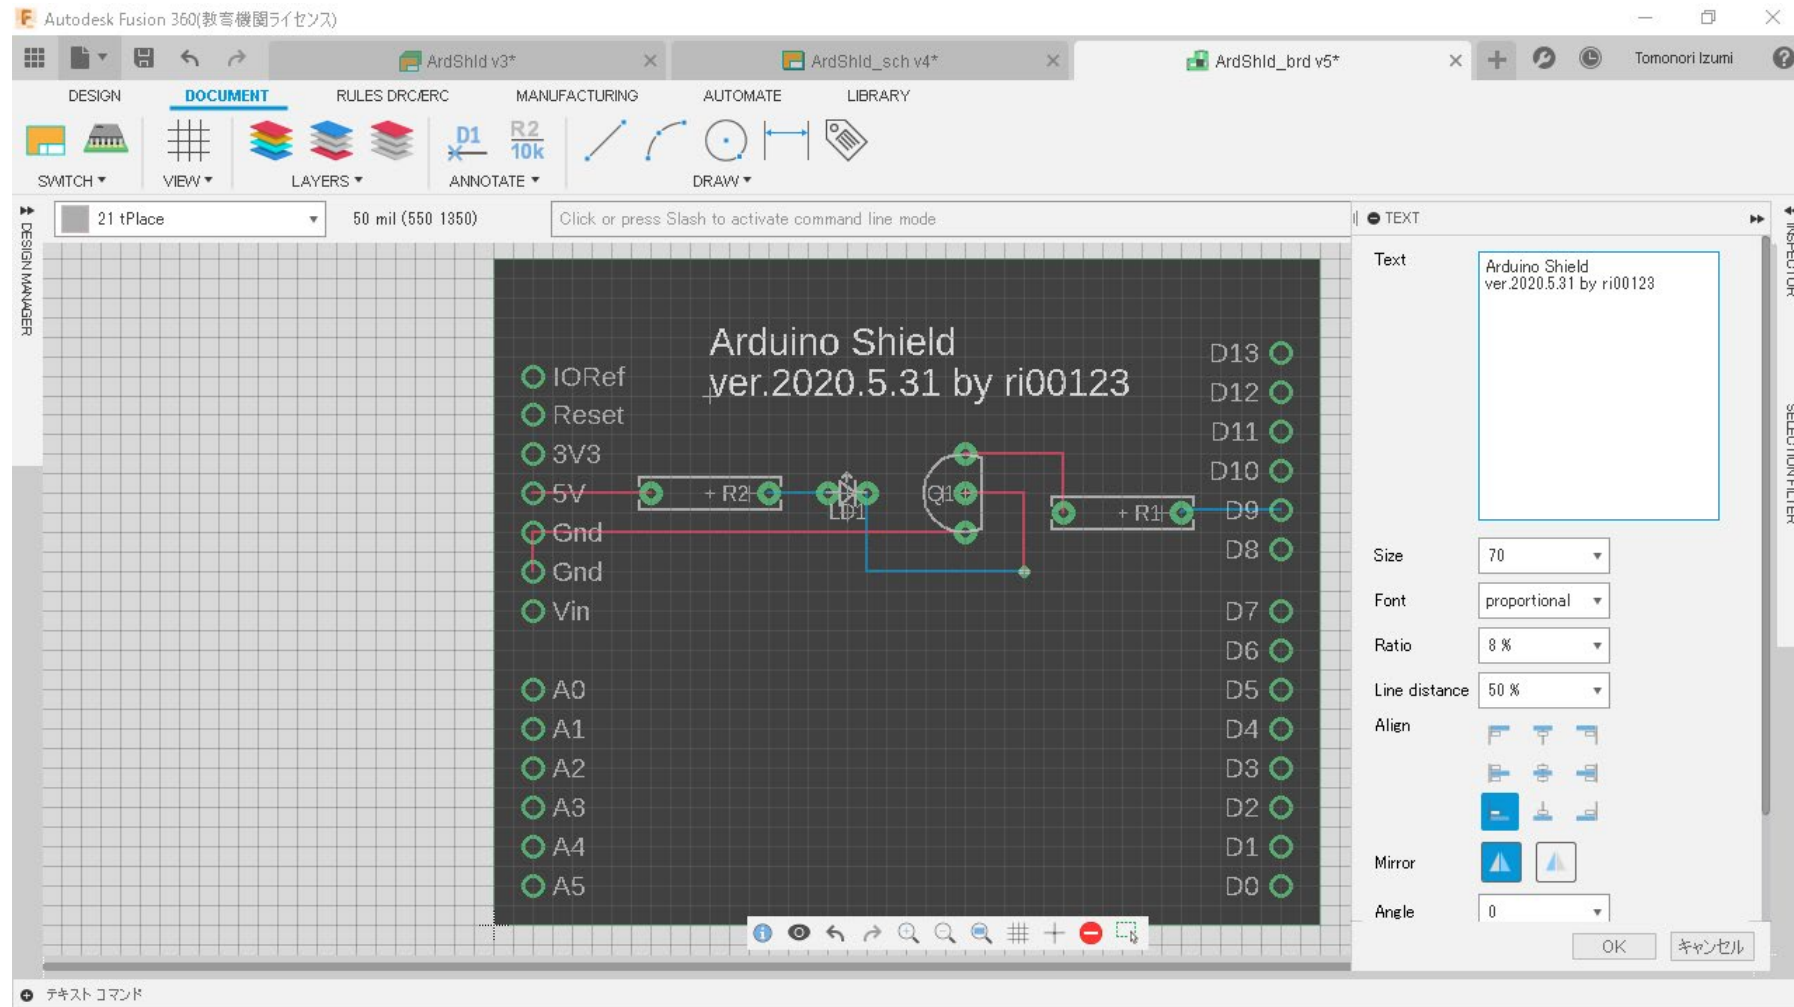 Autodesk Fusion 360(教育機関ライセンス)
ArdShld v3*
ArdShld_sch v4*
ArdShld_brd v5*
Tomonori Izumi
DESIGN
DOCUMENT
RULES DRC/ERC
MANUFACTURING
AUTOMATE
LIBRARY
D1
R2
10k
SWITCH
VIEW
LAYERS
ANNOTATE
DRAW
21 tPlace
50 mil (550 1350)
Click or press Slash to activate command line mode
TEXT
DESIGN MANAGER
INSPECTOR
SELECTION FILTER
Text
Arduino Shield
ver.2020.5.31 by ri00123
Arduino Shield
ver.2020.5.31 by ri00123
IORef
Reset
3V3
5V
Gnd
Gnd
Vin
A0
A1
A2
A3
A4
A5
R2
LD1
Q1
R1
D13
D12
D11
D10
D9
D8
D7
D6
D5
D4
D3
D2
D1
D0
Size
70
Font
proportional
Ratio
8 %
Line distance
50 %
Align
Mirror
Angle
0
OK
キャンセル
テキスト コマンド